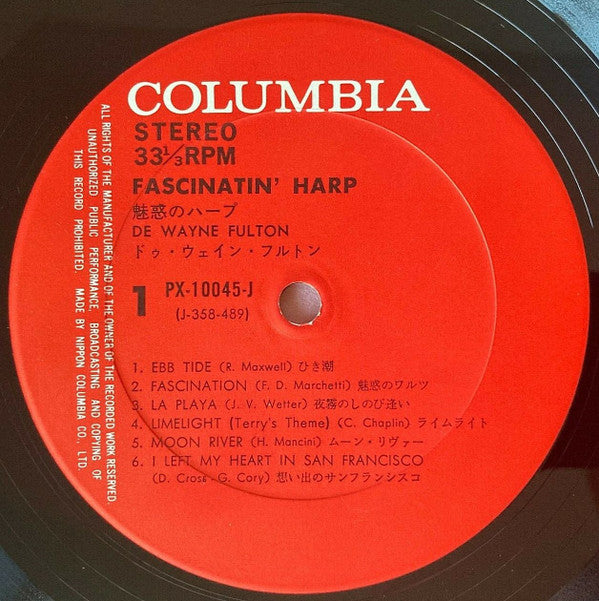 COLUMBIA
STEREO
33 1/3 RPM
FASCINATIN' HARP
魅惑のハープ
DE WAYNE FULTON
ドゥ・ウェイン・フルトン
1 PX-10045-J
(J-358-489)
1. EBB TIDE (R. Maxwell) ひき潮
2. FASCINATION (F. D. Marchetti) 魅惑のワルツ
3. LA PLAYA (J. V. Wetter) 夜霧のしのび逢い
4. LIMELIGHT (Terry's Theme) (C. Chaplin) ライムライト
5. MOON RIVER (H. Mancini) ムーン・リヴァー
6. I LEFT MY HEART IN SAN FRANCISCO
(D. Cross, G. Cory) 想い出のサンフランシスコ
ALL RIGHTS OF THE MANUFACTURER AND OF THE OWNER OF THE RECORDED WORK RESERVED.
UNAUTHORIZED PUBLIC PERFORMANCE, BROADCASTING AND COPYING OF
THIS RECORD PROHIBITED. MADE BY NIPPON COLUMBIA CO., LTD.